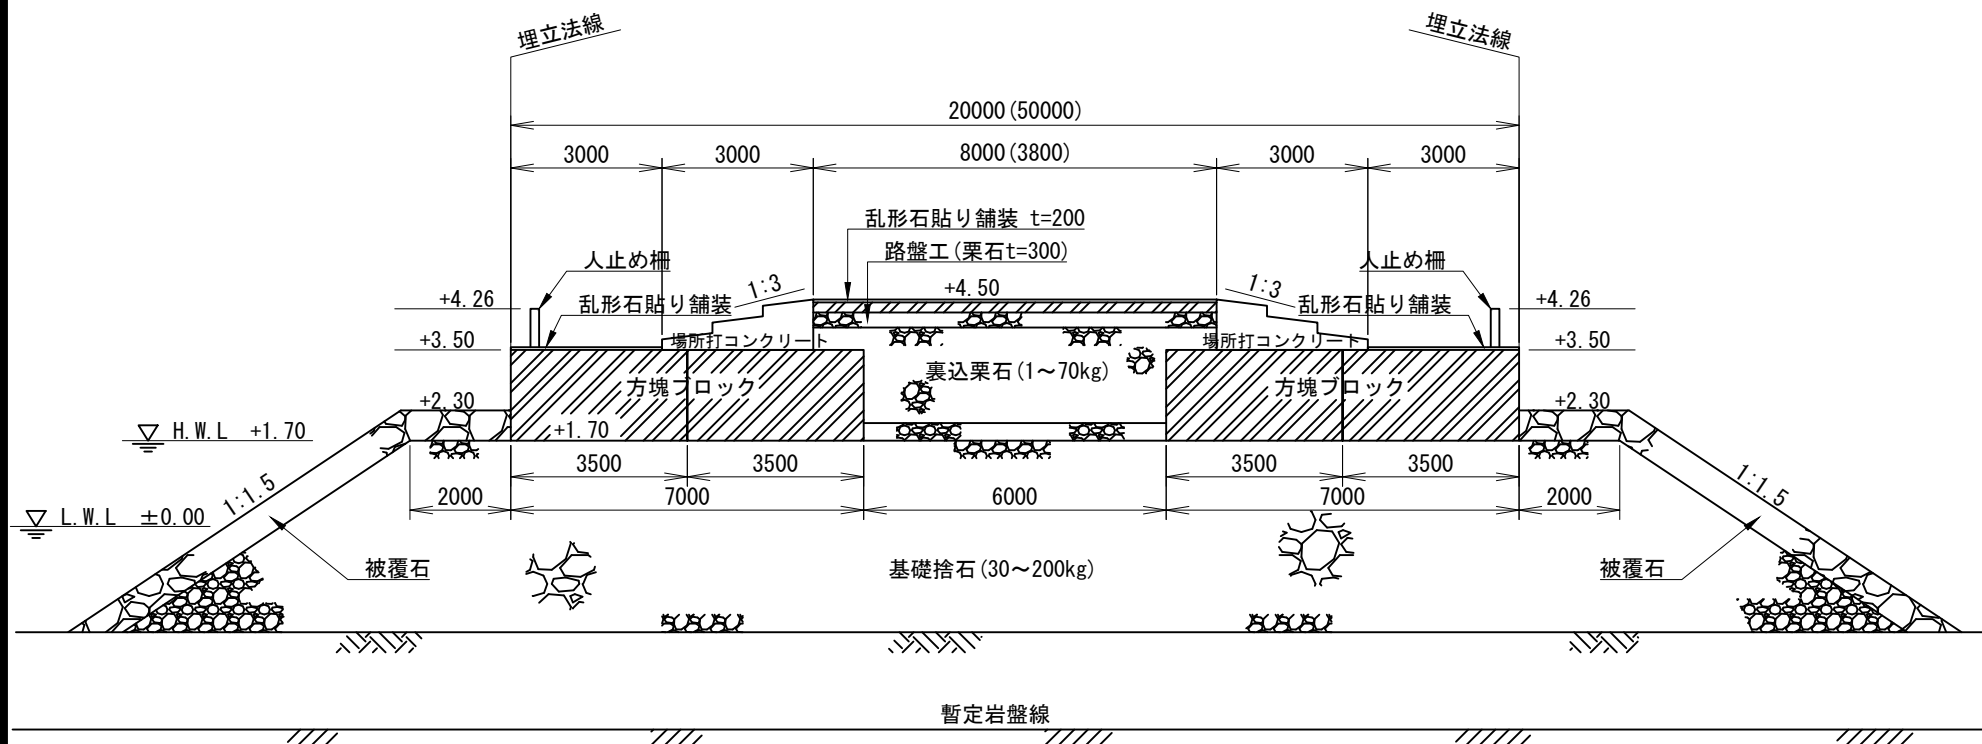 埋立法線 埋立法線
20000(50000)
3000 3000 8000(3800) 3000 3000
乱形石貼り舗装 t=200
路盤工(栗石t=300)
人止め柵 人止め柵
+4.26 乱形石貼り舗装 1:3 +4.50 1:3 乱形石貼り舗装 +4.26
+3.50 場所打コンクリート 場所打コンクリート +3.50
方塊ブロック 裏込栗石(1～70kg) 方塊ブロック
+2.30 +2.30
H.W.L +1.70 +1.70
3500 3500 3500 3500
1:1.5 2000 7000 6000 7000 2000 1:1.5
L.W.L ±0.00
被覆石 基礎捨石(30～200kg) 被覆石
暫定岩盤線